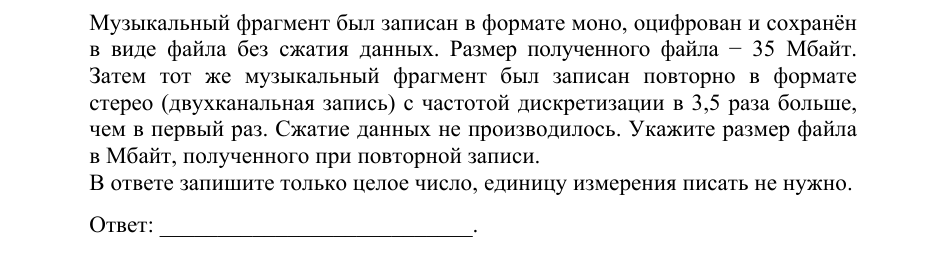 Музыкальный фрагмент был записан в формате моно, оцифрован и сохранён
в виде файла без сжатия данных. Размер полученного файла − 35 Мбайт.
Затем тот же музыкальный фрагмент был записан повторно в формате
стерео (двухканальная запись) с частотой дискретизации в 3,5 раза больше,
чем в первый раз. Сжатие данных не производилось. Укажите размер файла
в Мбайт, полученного при повторной записи.
В ответе запишите только целое число, единицу измерения писать не нужно.
Ответ: ____________________________.